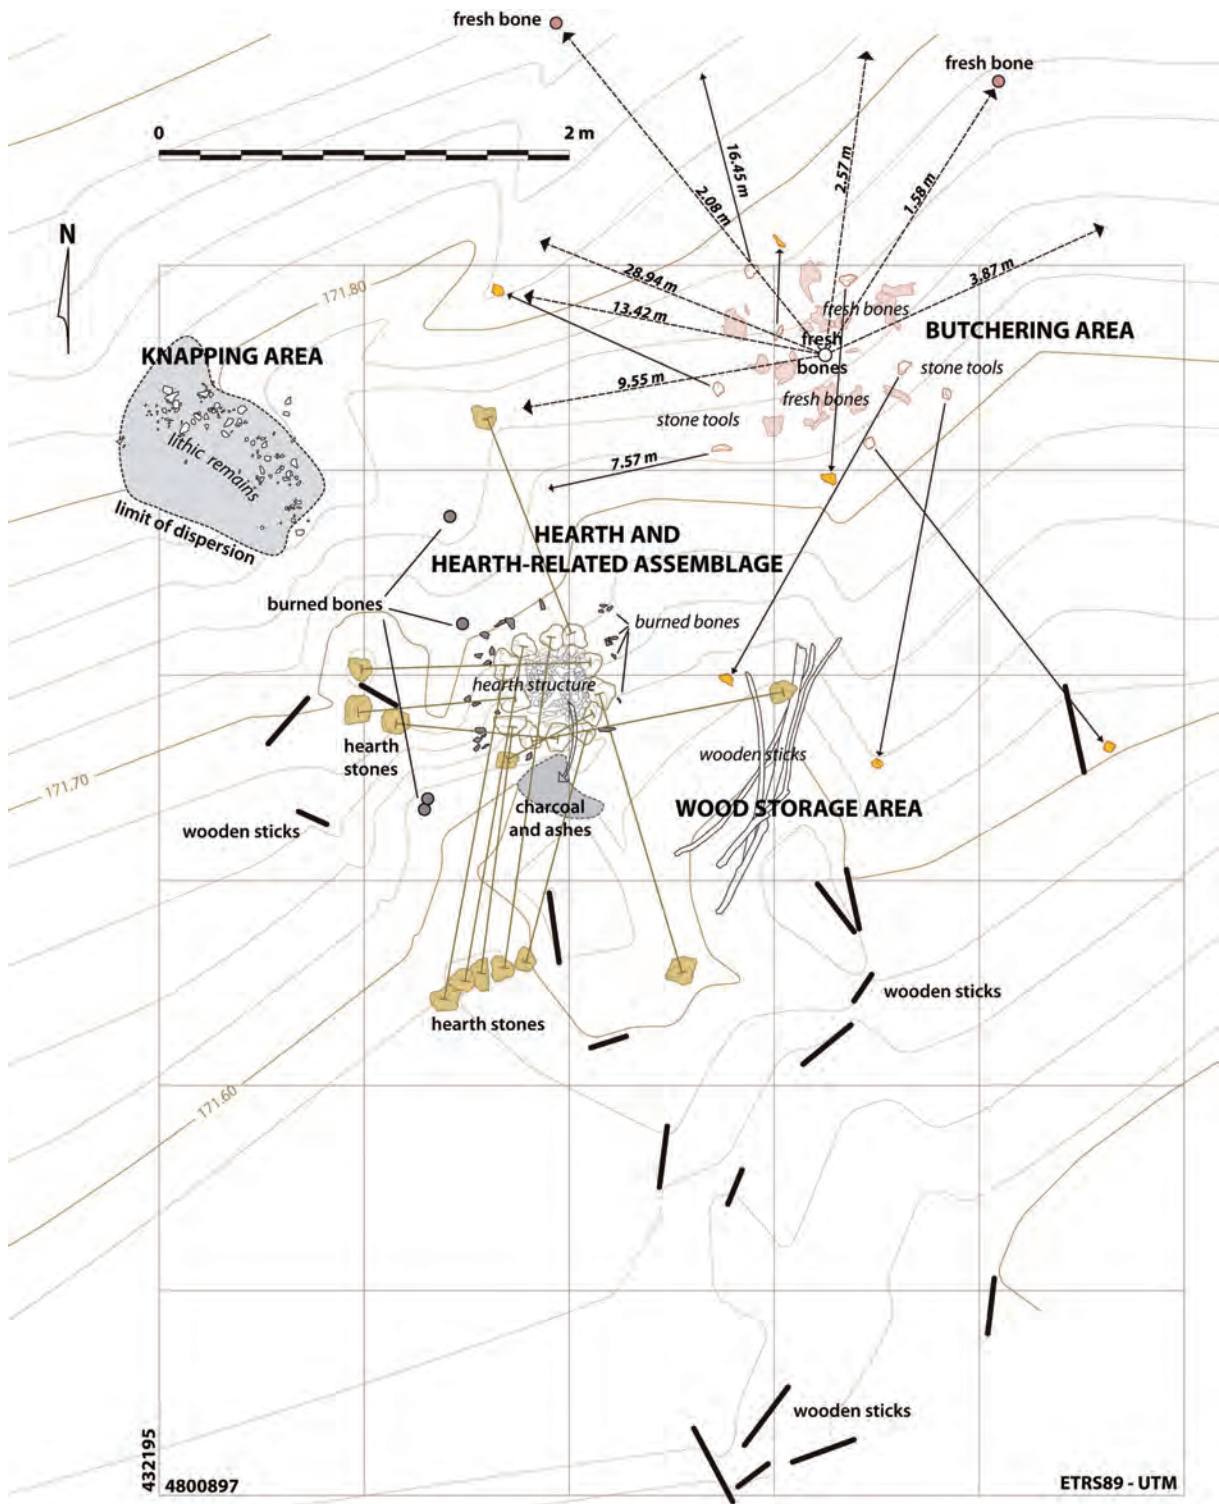 fresh bone
fresh bone
0 2 m
16.45 m
2.08 m
2.57 m
1.58 m
N
28.94 m
3.87 m
171.80
13.42 m
fresh bones
BUTCHERING AREA
fresh
bones
KNAPPING AREA
stone tools
9.55 m
fresh bones
stone tools
lithic remains
7.57 m
limit of dispersion
HEARTH AND
HEARTH-RELATED ASSEMBLAGE
burned bones
burned bones
hearth structure
hearth
stones
wooden sticks
171.70
charcoal
and ashes
WOOD STORAGE AREA
wooden sticks
wooden sticks
hearth stones
171.60
wooden sticks
432195
4800897
ETRS89 - UTM